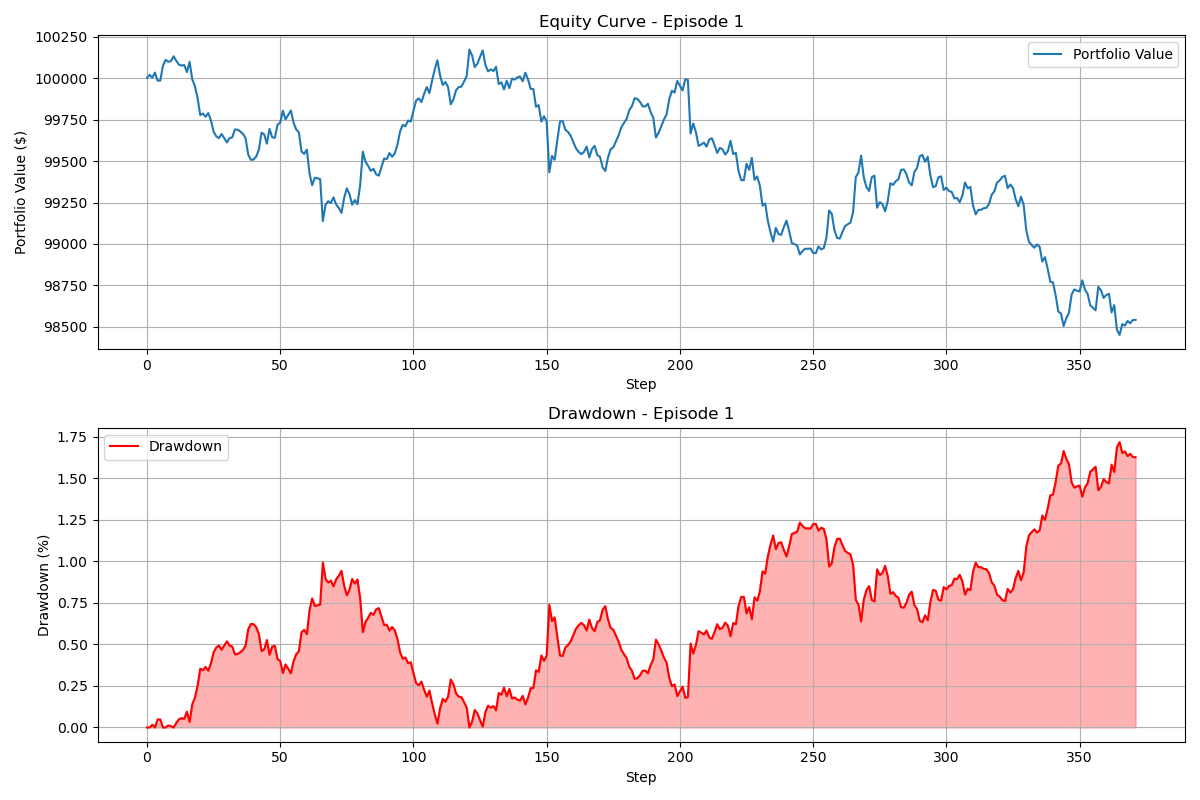 Equity Curve - Episode 1
Portfolio Value ($)
100250
100000
99750
99500
99250
99000
98750
98500
Portfolio Value
0 50 100 150 200 250 300 350
Step
Drawdown - Episode 1
Drawdown (%)
1.75
1.50
1.25
1.00
0.75
0.50
0.25
0.00
Drawdown
0 50 100 150 200 250 300 350
Step